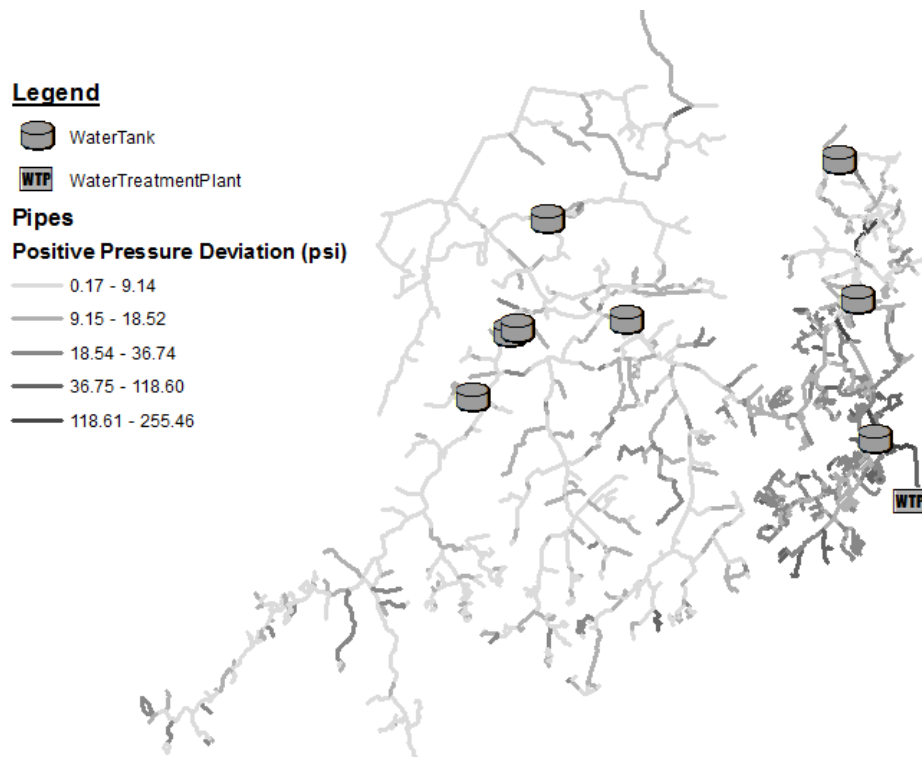 Legend
WaterTank
WTP WaterTreatmentPlant
Pipes
Positive Pressure Deviation (psi)
0.17 - 9.14
9.15 - 18.52
18.54 - 36.74
36.75 - 118.60
118.61 - 255.46
WTP